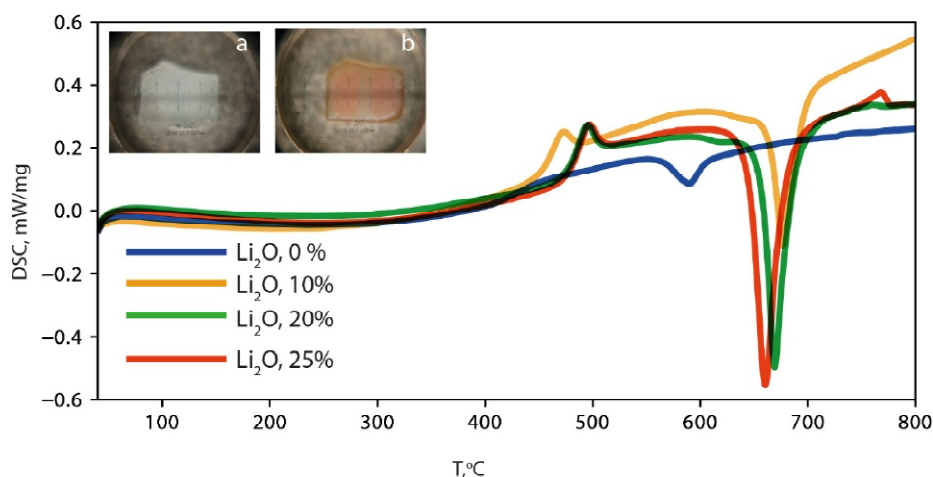 0.6
0.4
0.2
0.0
−0.2
−0.4
−0.6
DSC, mW/mg
a
b
Li₂O, 0 %
Li₂O, 10%
Li₂O, 20%
Li₂O, 25%
100 200 300 400 500 600 700 800
T,°C